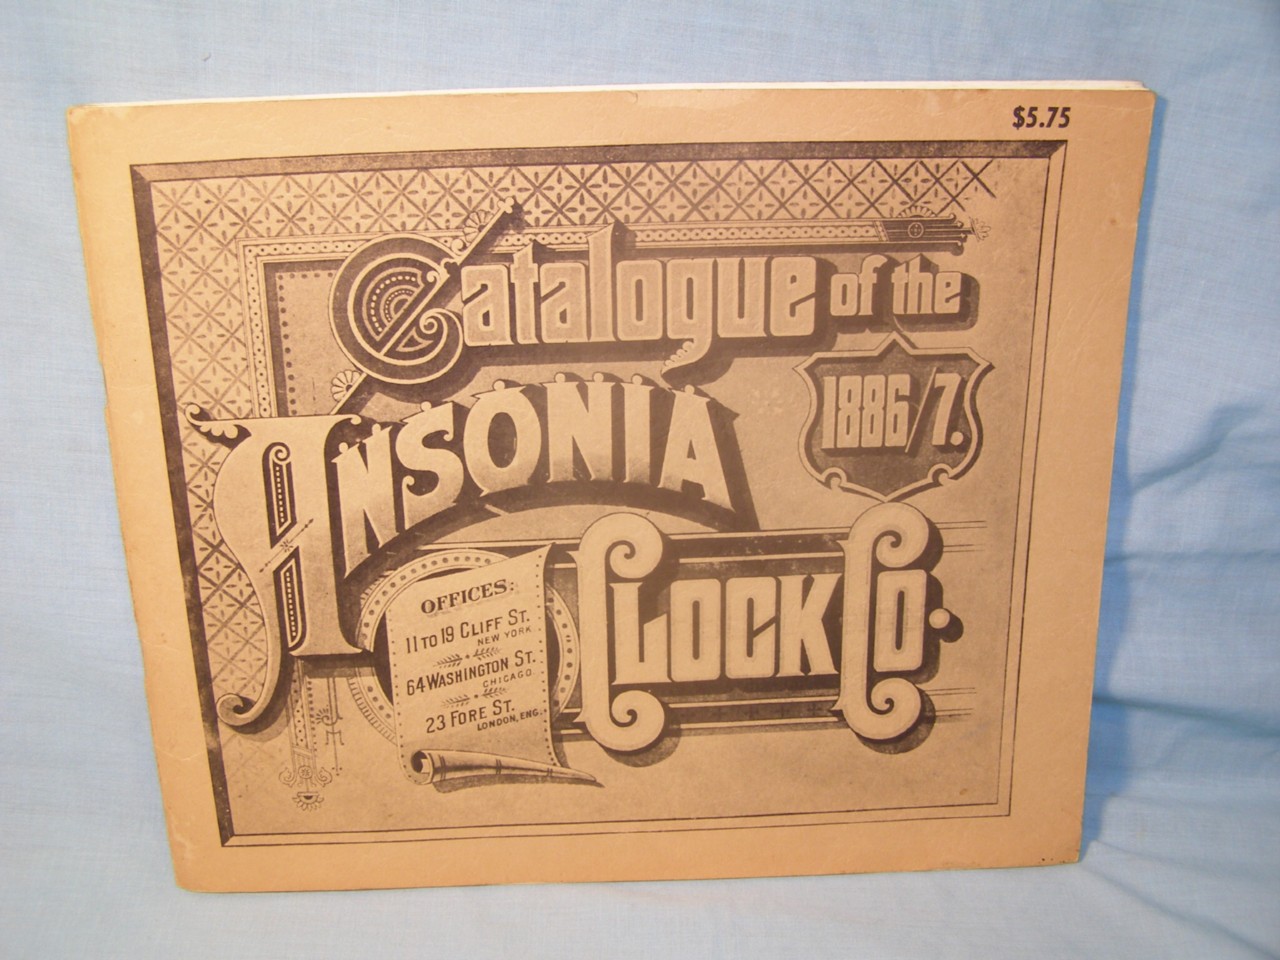 $5.75
Catalogue of the
1886/7.
ANSONIA
CLOCK CO.
OFFICES:
11 TO 19 CLIFF ST.
NEW YORK
64 WASHINGTON ST.
CHICAGO
23 FORE ST.
LONDON, ENG.